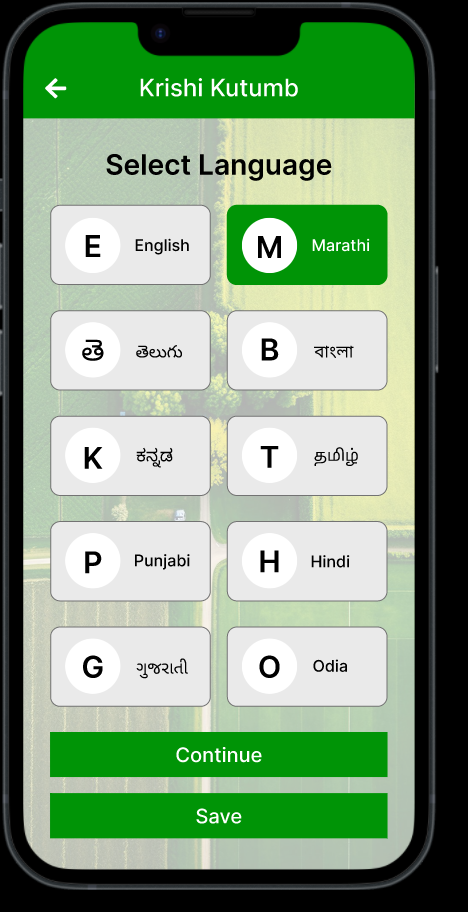 Krishi Kutumb
Select Language
E English
M Marathi
తె తెలుగు
B বাংলা
K ಕನ್ನಡ
T தமிழ்
P Punjabi
H Hindi
G ગુજરાતી
O Odia
Continue
Save